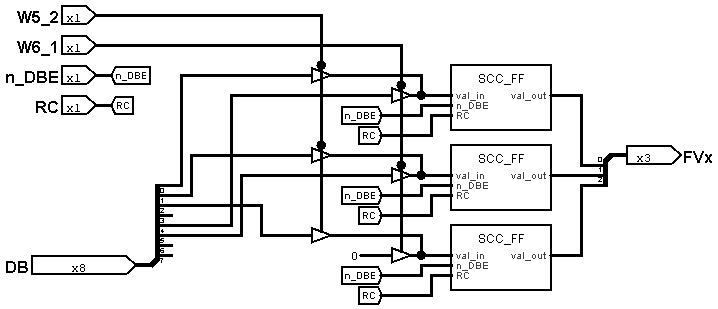 W5_2 x1
W6_1 x1
n_DBE x1 n_DBE
RC x1 RC
SCC_FF
val_in val_out
n_DBE n_DBE
RC RC
SCC_FF
val_in val_out
n_DBE n_DBE
RC RC
0 1 2 x3 FVx
0 1 2 3 4 5 6 7
SCC_FF
0 val_in val_out
n_DBE n_DBE
RC RC
DB x8